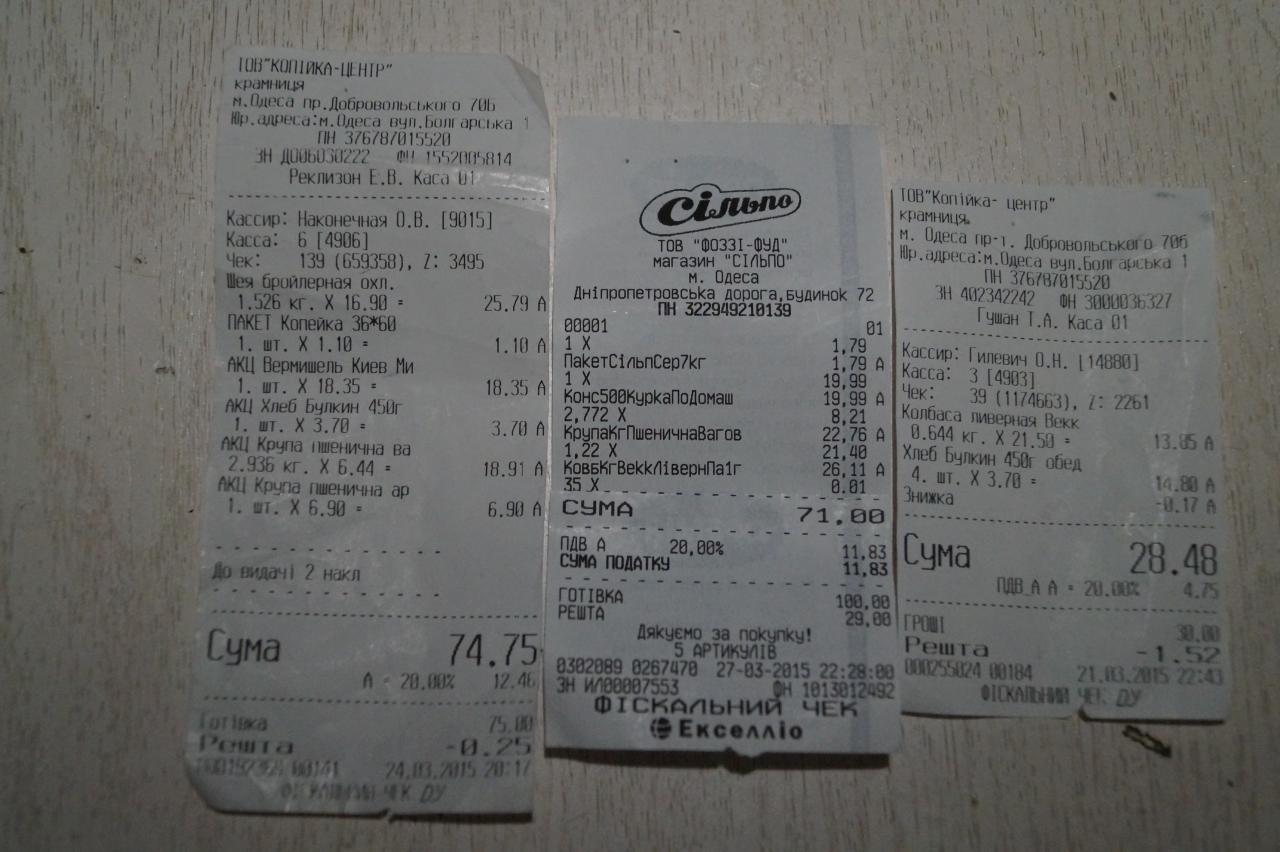 ТОВ"КОПІЙКА-ЦЕНТР"
крамниця
м.Одеса пр.Добровольського 70б
Юр.адреса:м.Одеса вул.Болгарська 1
ПН 376787015520
ЗН ДО06030222 ФН 1552005814
Реклизон Е.В. Каса 01
Кассир: Наконечная О.В. [9015]
Касса: 6 [4906]
Чек: 139 (659358), Z: 3495
Шея бройлерная охл.
1.526 кг. X 16.90 = 25.79 А
ПАКЕТ Копейка 36*60
1. шт. X 1.10 = 1.10 А
АКЦ Вермишель Киев Ми
1. шт. X 18.35 = 18.35 А
АКЦ Хлеб Булкин 450г
1. шт. X 3.70 = 3.70 А
АКЦ Крупа пшенична ва
2.936 кг. X 6.44 = 18.91 А
АКЦ Крупа пшенична ар
1. шт. X 6.90 = 6.90 А
До видачі 2 накл
Сума 74.75
А = 20.00% 12.46
Готівка 75.00
Решта -0.25
24.03.2015 20:17
ФІСКАЛЬНИЙ ЧЕК ДУ
Сільпо
ТОВ "ФОЗЗІ-ФУД"
магазин "СІЛЬПО"
м. Одеса
Дніпропетровська дорога,будинок 72
ПН 322949210139
00001 01
1 X 1,79
ПакетСільпСер7kг 1,79 А
1 X 19,99
Конс500КуркаПоДомаш 19,99 А
2,772 X 8,21
КрупаКгПшеничнаВагов 22,76 А
1,22 X 21,40
КовбКгВеkkЛівернПа1г 26,11 А
35 X 0.01
СУМА 71,00
ПДВ А 20,00% 11,83
СУМА ПОДАТКУ 11,83
ГОТІВКА 100,00
РЕШТА 29,00
Дякуємо за покупку!
5 АРТИКУЛІВ
0302089 0267470 27-03-2015 22:28:00
ЗН ИЛ00007553 ФН 1013012492
ФІСКАЛЬНИЙ ЧЕК
Екселліо
ТОВ"Копійка- центр"
крамниця
м. Одеса пр-т. Добровольського 70б
Юр.адреса:м.Одеса вул.Болгарська 1
ПН 376787015520
ЗН 402342242 ФН 3000036327
Гушан Т.А. Каса 01
Кассир: Гилевич О.Н. [14880]
Касса: 3 [4903]
Чек: 39 (1174663), Z: 2261
Колбаса ливерная Векк
0.644 кг. X 21.50 = 13.85 А
Хлеб Булкин 450г обед
4. шт. X 3.70 = 14.80 А
Знижка -0.17 А
Сума 28.48
ПДВ А А = 20.00% 4.75
ГРОШІ 30.00
Решта -1.52
000255024 00184 21.03.2015 22:43
ФІСКАЛЬНИЙ ЧЕК ДУ